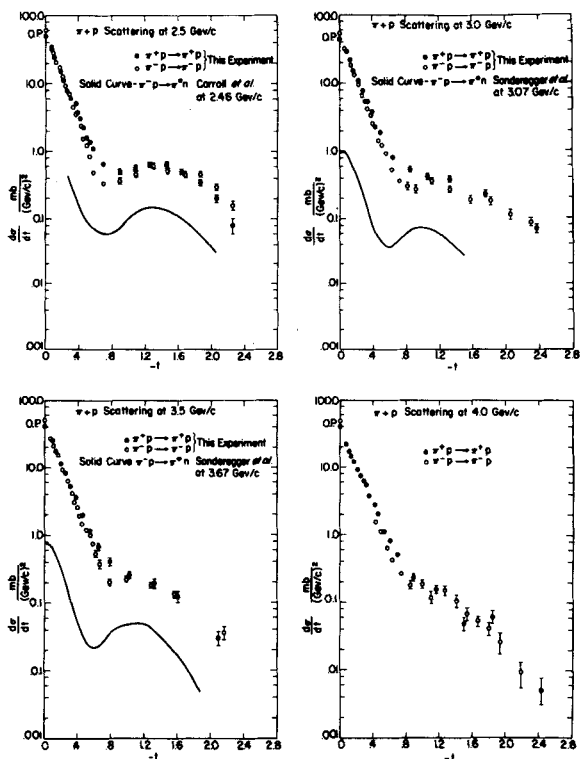 100.0
O.P.
π+p Scattering at 2.5 Gev/c
π⁺p→π⁺p
π⁻p→π⁻p
}This Experiment
Solid Curve-π⁻p→π°n Carroll et al.
at 2.46 Gev/c
10.0
1.0
dσ/dt mb/(GeV/c)²
0.1
.01
.001
0 .4 .8 1.2 1.6 2.0 2.4 2.8
-t
100.0
O.P.
π+p Scattering at 3.0 Gev/c
π⁺p→π⁺p
π⁻p→π⁻p
}This Experiment
Solid Curve-π⁻p→π°n Sonderegger et al.
at 3.07 Gev/c
10.0
1.0
dσ/dt mb/(GeV/c)²
0.1
.01
.001
0 .4 .8 1.2 1.6 2.0 2.4 2.8
-t
100.0
O.P.
π+p Scattering at 3.5 Gev/c
π⁺p→π⁺p
π⁻p→π⁻p
}This Experiment
Solid Curve π⁻p→π°n Sonderegger et al.
at 3.67 Gev/c
10.0
1.0
dσ/dt mb/(GeV/c)²
0.1
.01
.001
0 .4 .8 1.2 1.6 2.0 2.4 2.8
-t
100.0
O.P.
π+p Scattering at 4.0 Gev/c
π⁺p→π⁺p
π⁻p→π⁻p
10.0
1.0
dσ/dt mb/(GeV/c)²
0.1
.01
.001
0 .4 .8 1.2 1.6 2.0 2.4 2.8
-t